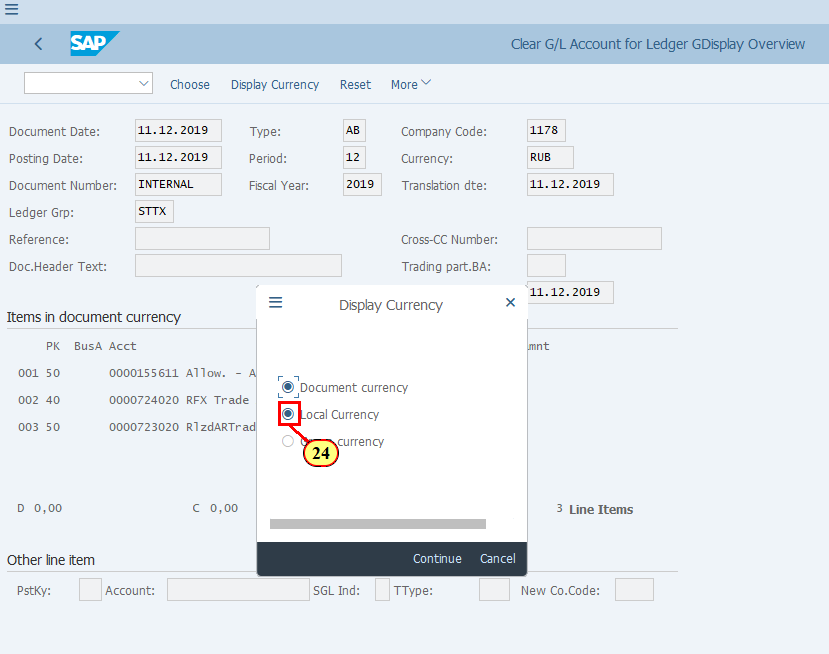 SAP Clear G/L Account for Ledger GDisplay Overview
Choose Display Currency Reset More
Document Date: 11.12.2019 Type: AB Company Code: 1178
Posting Date: 11.12.2019 Period: 12 Currency: RUB
Document Number: INTERNAL Fiscal Year: 2019 Translation dte: 11.12.2019
Ledger Grp: STTX
Reference: Cross-CC Number:
Doc.Header Text: Trading part.BA:
11.12.2019
Display Currency
Items in document currency
PK BusA Acct
001 50 0000155611 Allow. - A
002 40 0000724020 RFX Trade
003 50 0000723020 RlzdARTrad
Document currency
Local Currency
currency
24
D 0,00 C 0,00 3 Line Items
Continue Cancel
Other line item
PstKy: Account: SGL Ind: TType: New Co.Code: